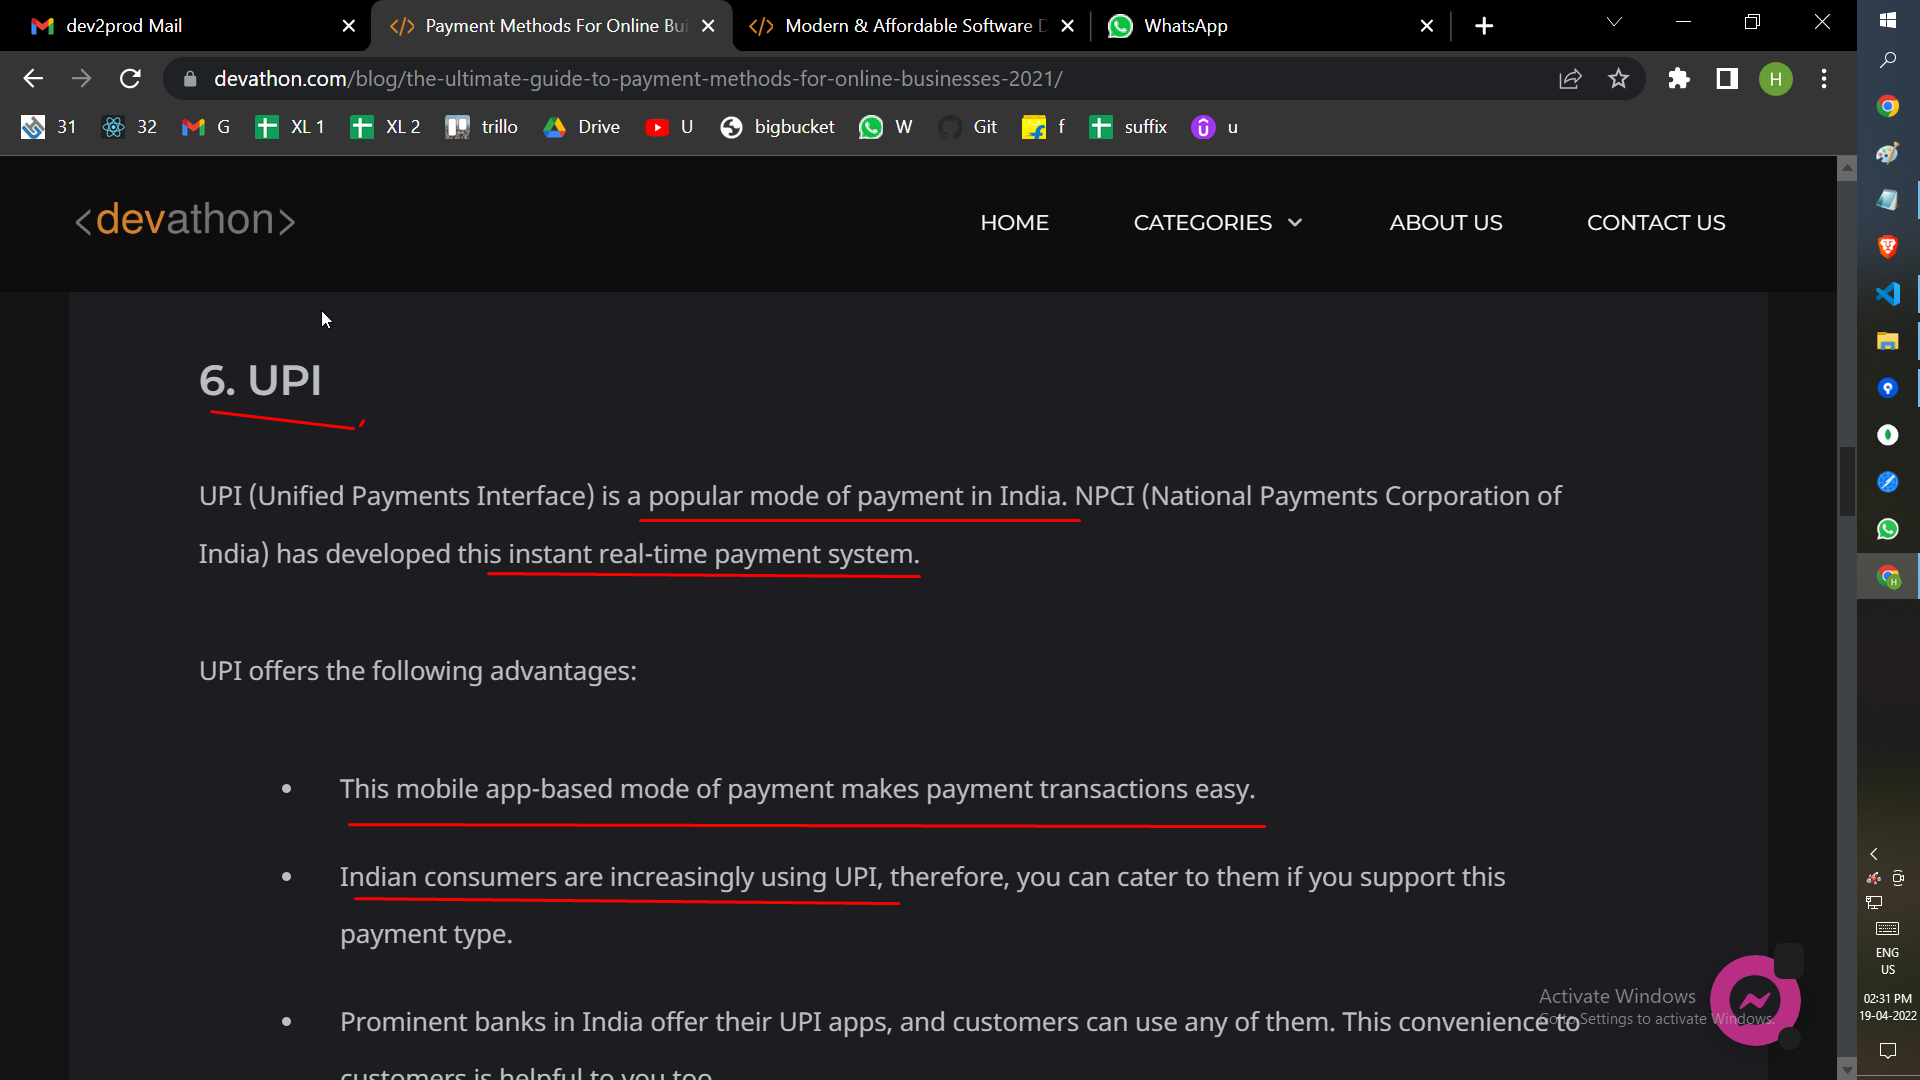 dev2prod Mail
Payment Methods For Online Bu
Modern & Affordable Software D
WhatsApp
devathon.com/blog/the-ultimate-guide-to-payment-methods-for-online-businesses-2021/
H
31
32
G
XL 1
XL 2
trillo
Drive
U
bigbucket
W
Git
f
suffix
u
<devathon>
HOME
CATEGORIES
ABOUT US
CONTACT US
6. UPI
UPI (Unified Payments Interface) is a popular mode of payment in India. NPCI (National Payments Corporation of
India) has developed this instant real-time payment system.
UPI offers the following advantages:
• This mobile app-based mode of payment makes payment transactions easy.
• Indian consumers are increasingly using UPI, therefore, you can cater to them if you support this
payment type.
• Prominent banks in India offer their UPI apps, and customers can use any of them. This convenience to
customers is helpful to you too.
Activate Windows
Go to Settings to activate Windows.
ENG
US
02:31 PM
19-04-2022